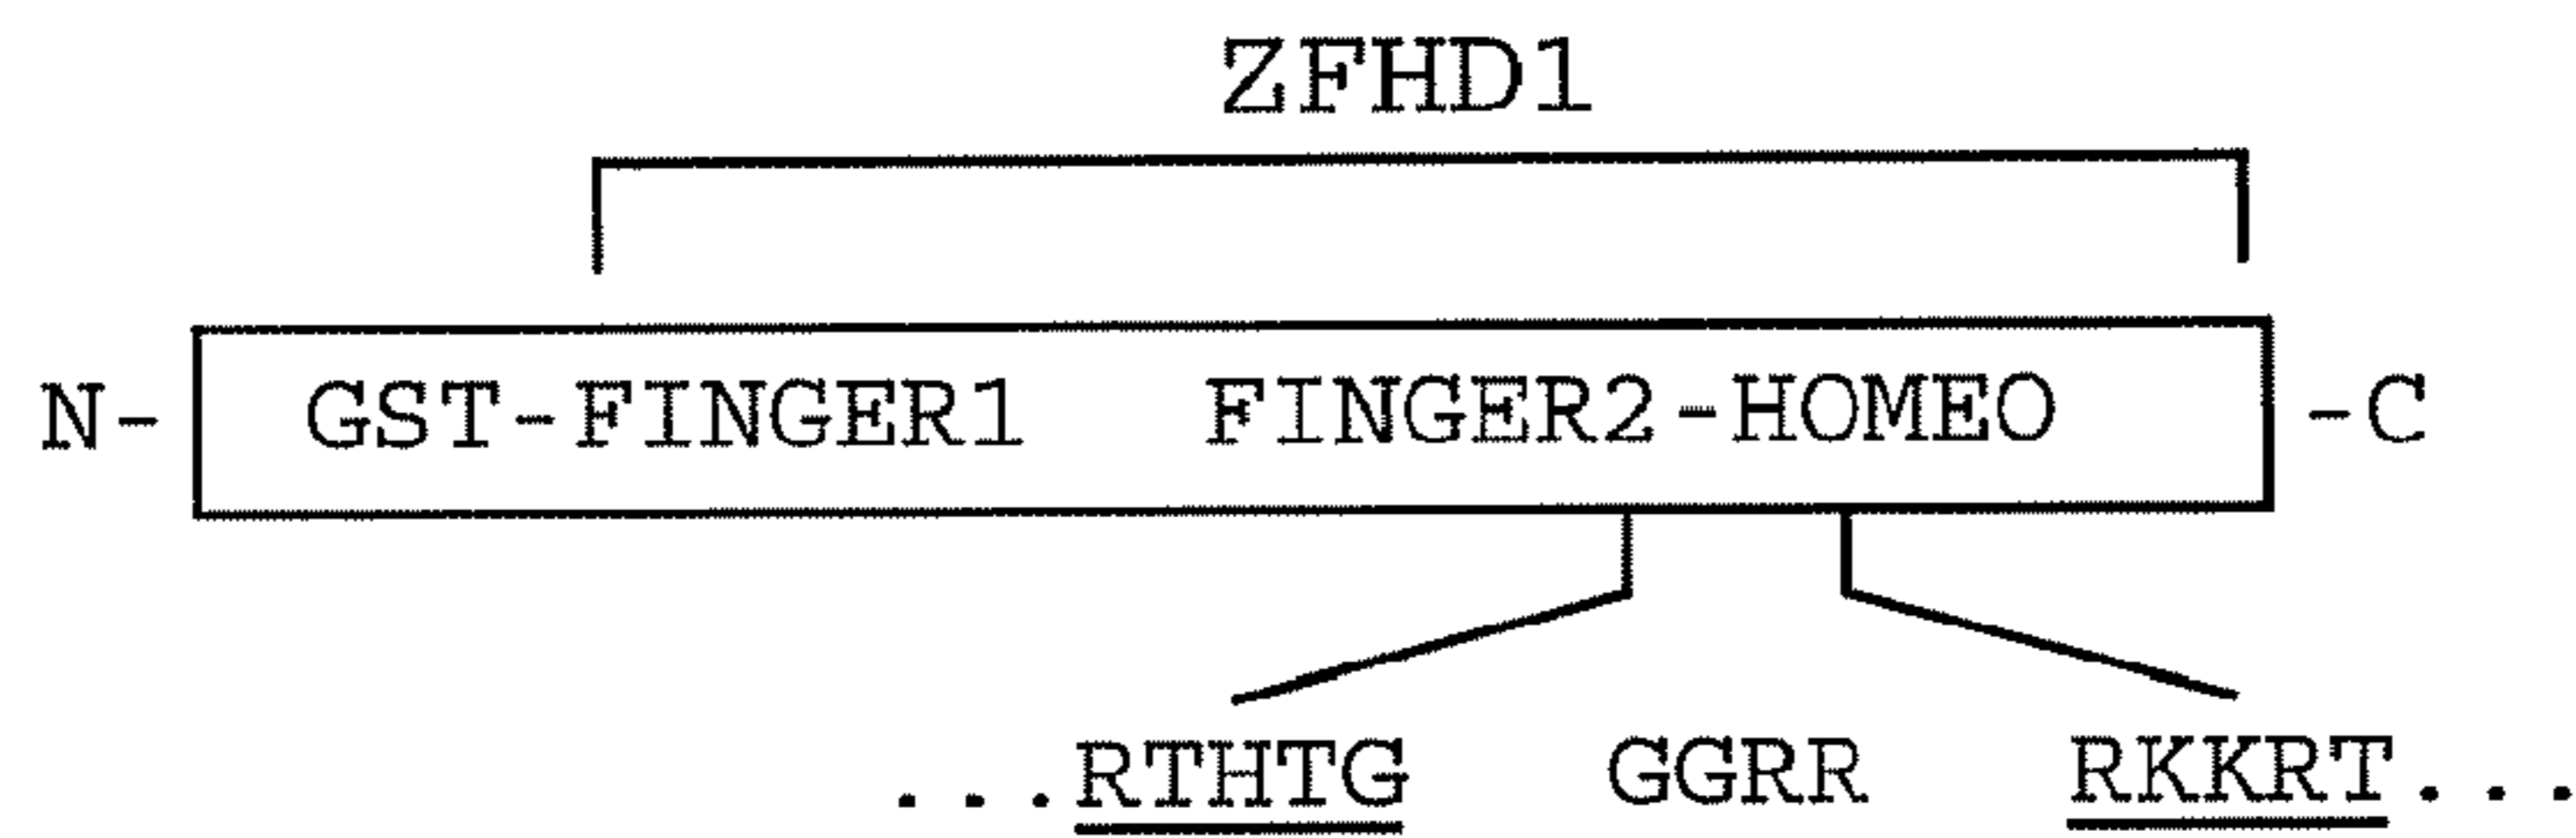 ZFHD1
N- GST-FINGER1 FINGER2-HOMEO -C
...RTHTG GGRR RKKRT...